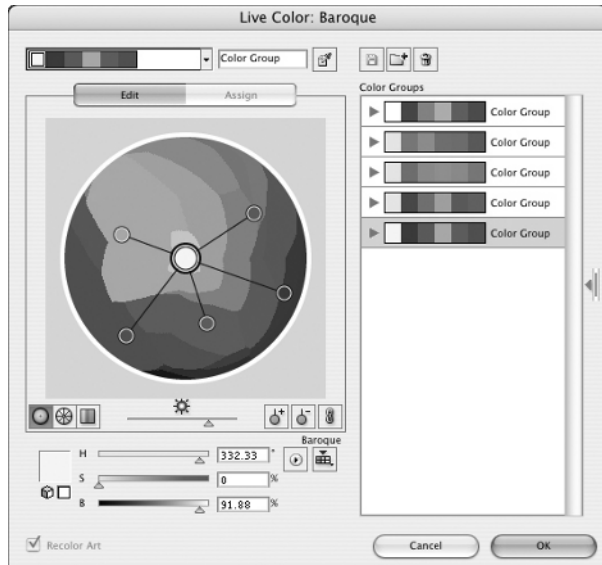 Live Color: Baroque
Color Group
Edit Assign
Color Groups
Color Group
Color Group
Color Group
Color Group
Color Group
Baroque
H 332.33 °
S 0 %
B 91.88 %
Recolor Art
Cancel OK